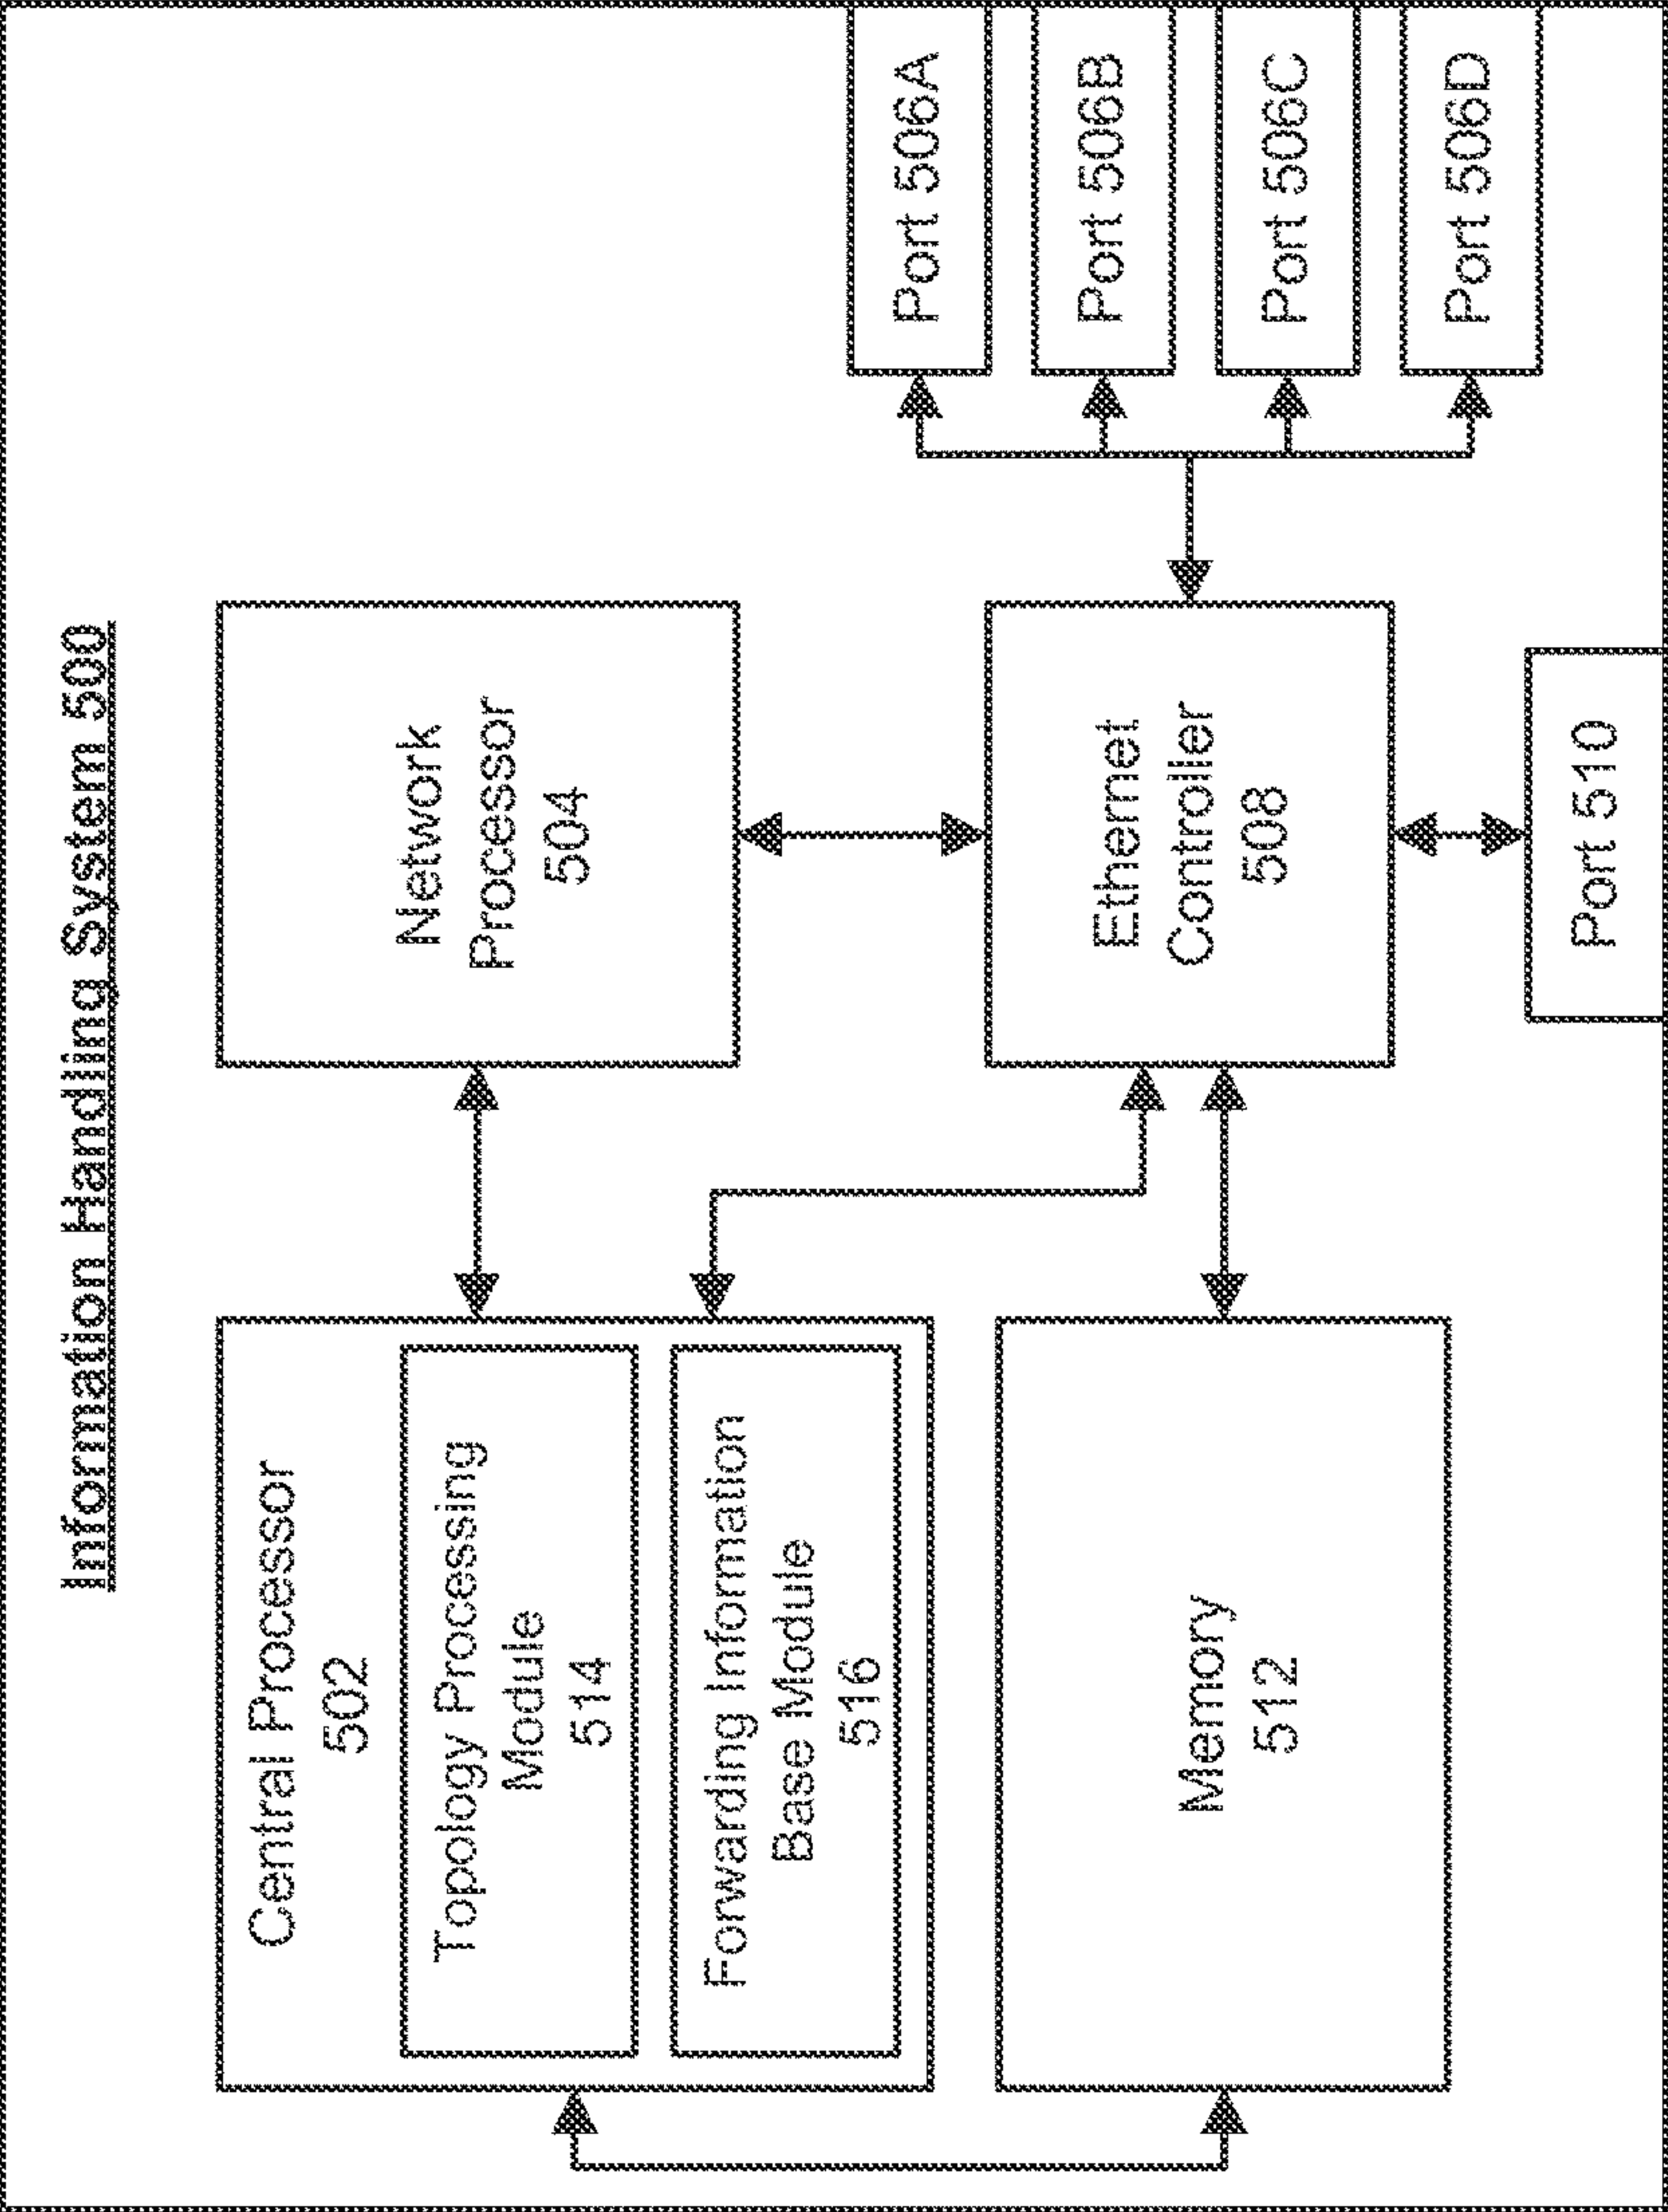 Information Handling System 500
Central Processor
502
Topology Processing
Module
514
Forwarding Information
Base Module
516
Memory
512
Network
Processor
504
Ethernet
Controller
508
Port 510
Port 506A
Port 506B
Port 506C
Port 506D